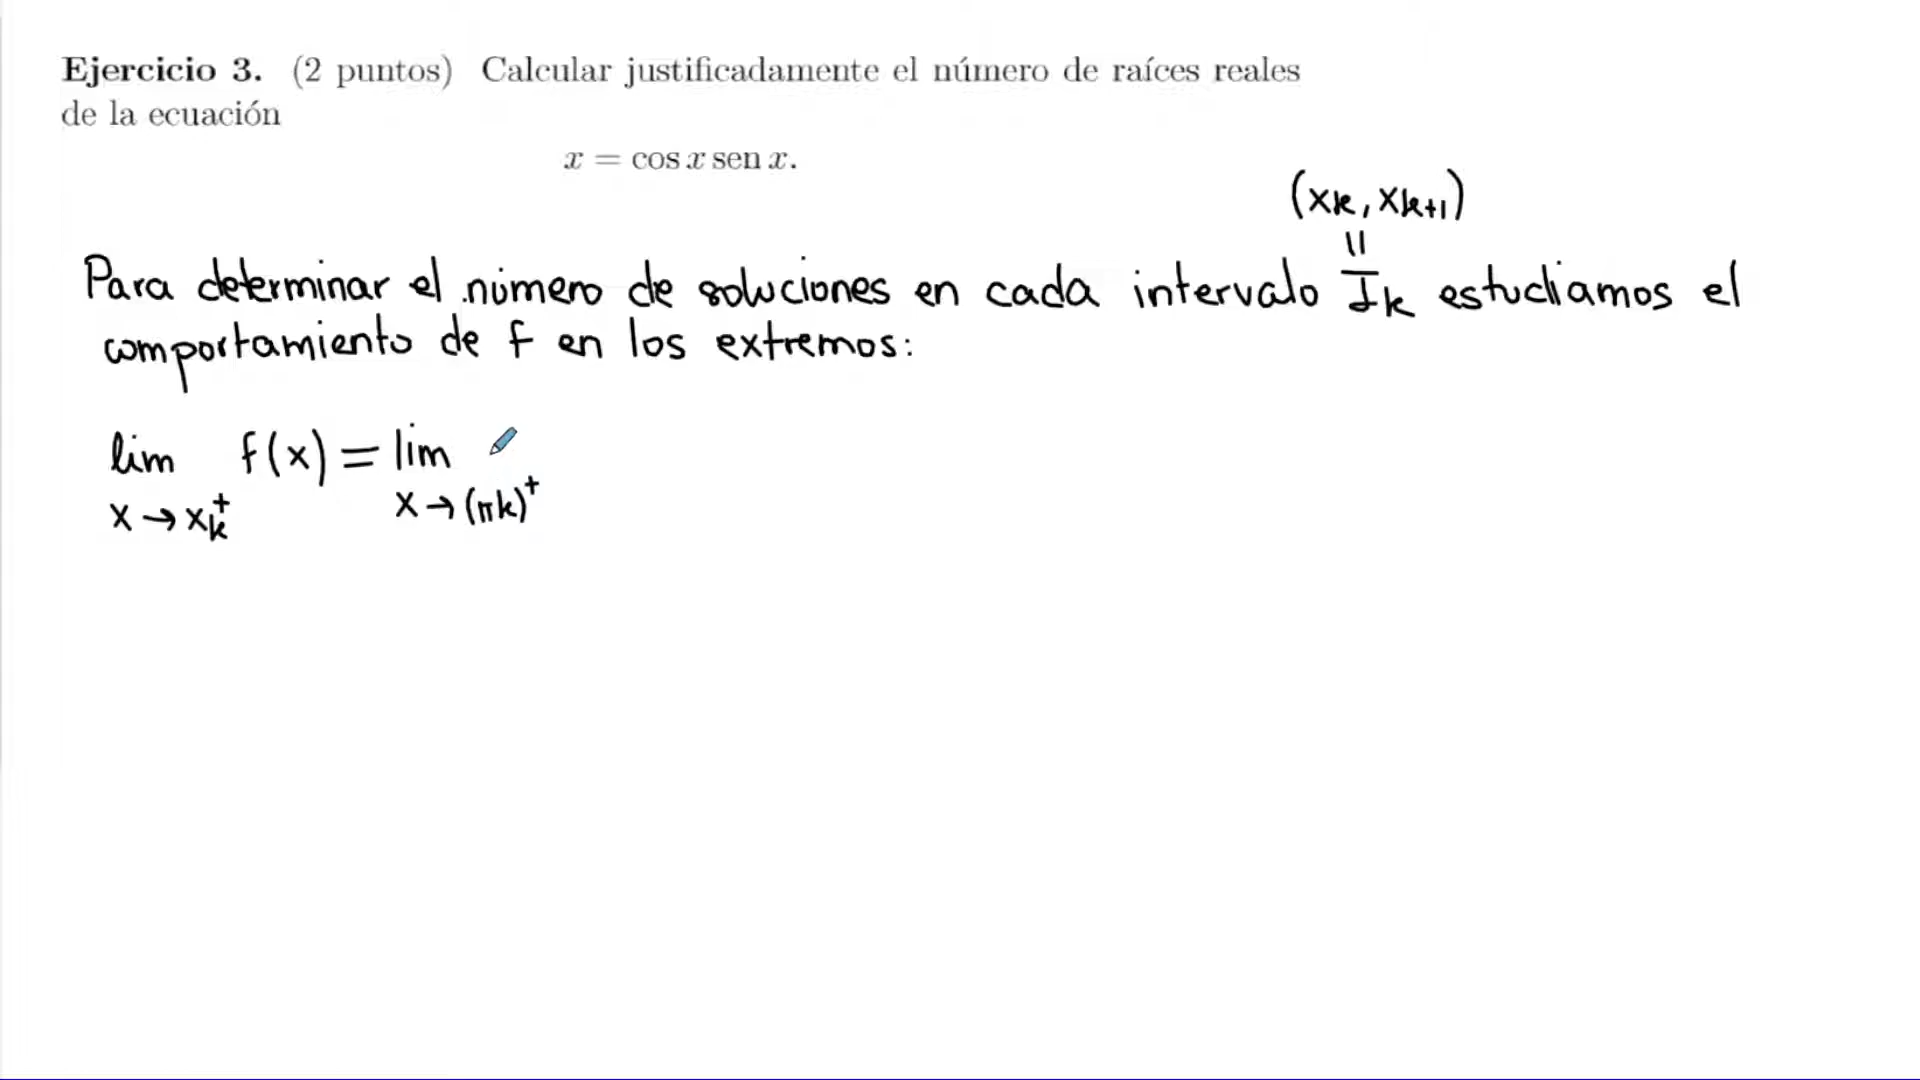 Ejercicio 3. (2 puntos) Calcular justificadamente el número de raíces reales
de la ecuación
x = cos x sen x.
(xk, xk+1)
=
Para determinar el número de soluciones en cada intervalo Ik estudiamos el
comportamiento de f en los extremos:
lim f(x) = lim
x → xk⁺ x → (πk)⁺